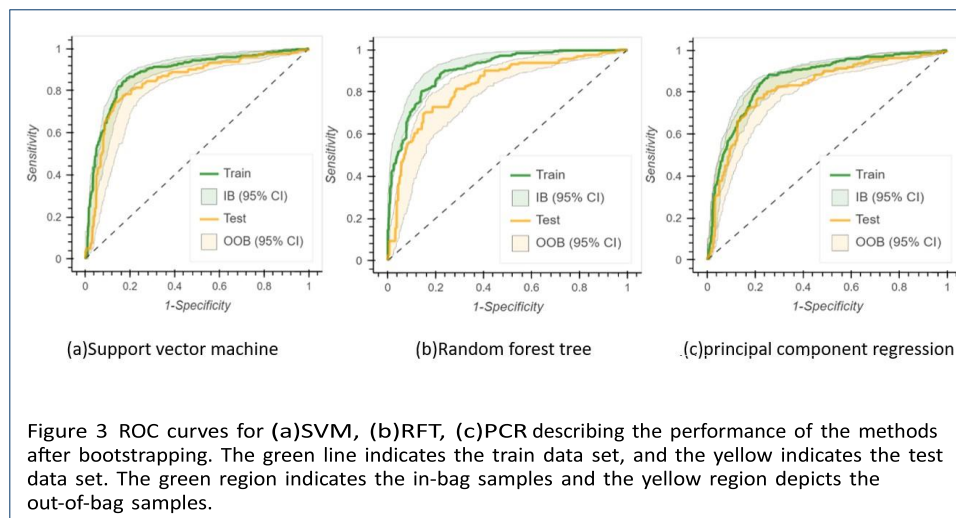 1
0.8
0.6
0.4
0.2
0
Sensitivity
Train
IB (95% CI)
Test
OOB (95% CI)
0 0.2 0.4 0.6 0.8 1
1-Specificity
(a)Support vector machine
1
0.8
0.6
0.4
0.2
0
Sensitivity
Train
IB (95% CI)
Test
OOB (95% CI)
0 0.2 0.4 0.6 0.8 1
1-Specificity
(b)Random forest tree
1
0.8
0.6
0.4
0.2
0
Sensitivity
Train
IB (95% CI)
Test
OOB (95% CI)
0 0.2 0.4 0.6 0.8 1
1-Specificity
(c)principal component regression
Figure 3 ROC curves for (a)SVM, (b)RFT, (c)PCR describing the performance of the methods
after bootstrapping. The green line indicates the train data set, and the yellow indicates the test
data set. The green region indicates the in-bag samples and the yellow region depicts the
out-of-bag samples.